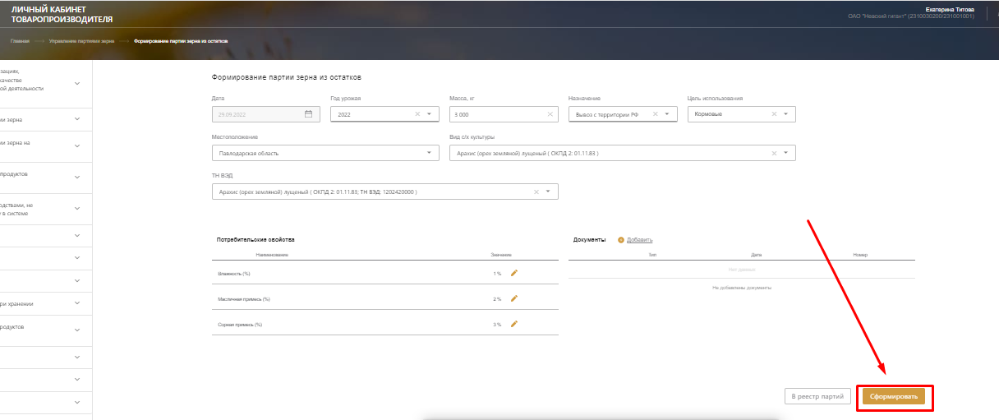 ЛИЧНЫЙ КАБИНЕТ
ТОВАРОПРОИЗВОДИТЕЛЯ
Екатерина Титова
ОАО "Невский гигант" (2310030200/231001001)
Главная
Управление партиями зерна
Формирование партии зерна из остатков
зациях,
качестве
ой деятельности
ми зерна
ми зерна на
продуктов
одствами, не
у в системе
ри хранении
родуктов
Формирование партии зерна из остатков
Дата
Год урожая
Масса, кг
Назначение
Цель использования
29.09.2022
2022
3 000
Вывоз с территории РФ
Кормовые
Местоположение
Вид с/х культуры
Павлодарская область
Арахис (орех земляной) лущеный ( ОКПД 2: 01.11.83 )
ТН ВЭД
Арахис (орех земляной) лущеный ( ОКПД 2: 01.11.83; ТН ВЭД: 1202420000 )
Потребительские свойства
Наименование
Значение
Влажность (%)
1 %
Масличная примесь (%)
2 %
Сорная примесь (%)
3 %
Документы
Добавить
Тип
Дата
Номер
Нет данных
Не добавлены документы
В реестр партий
Сформировать